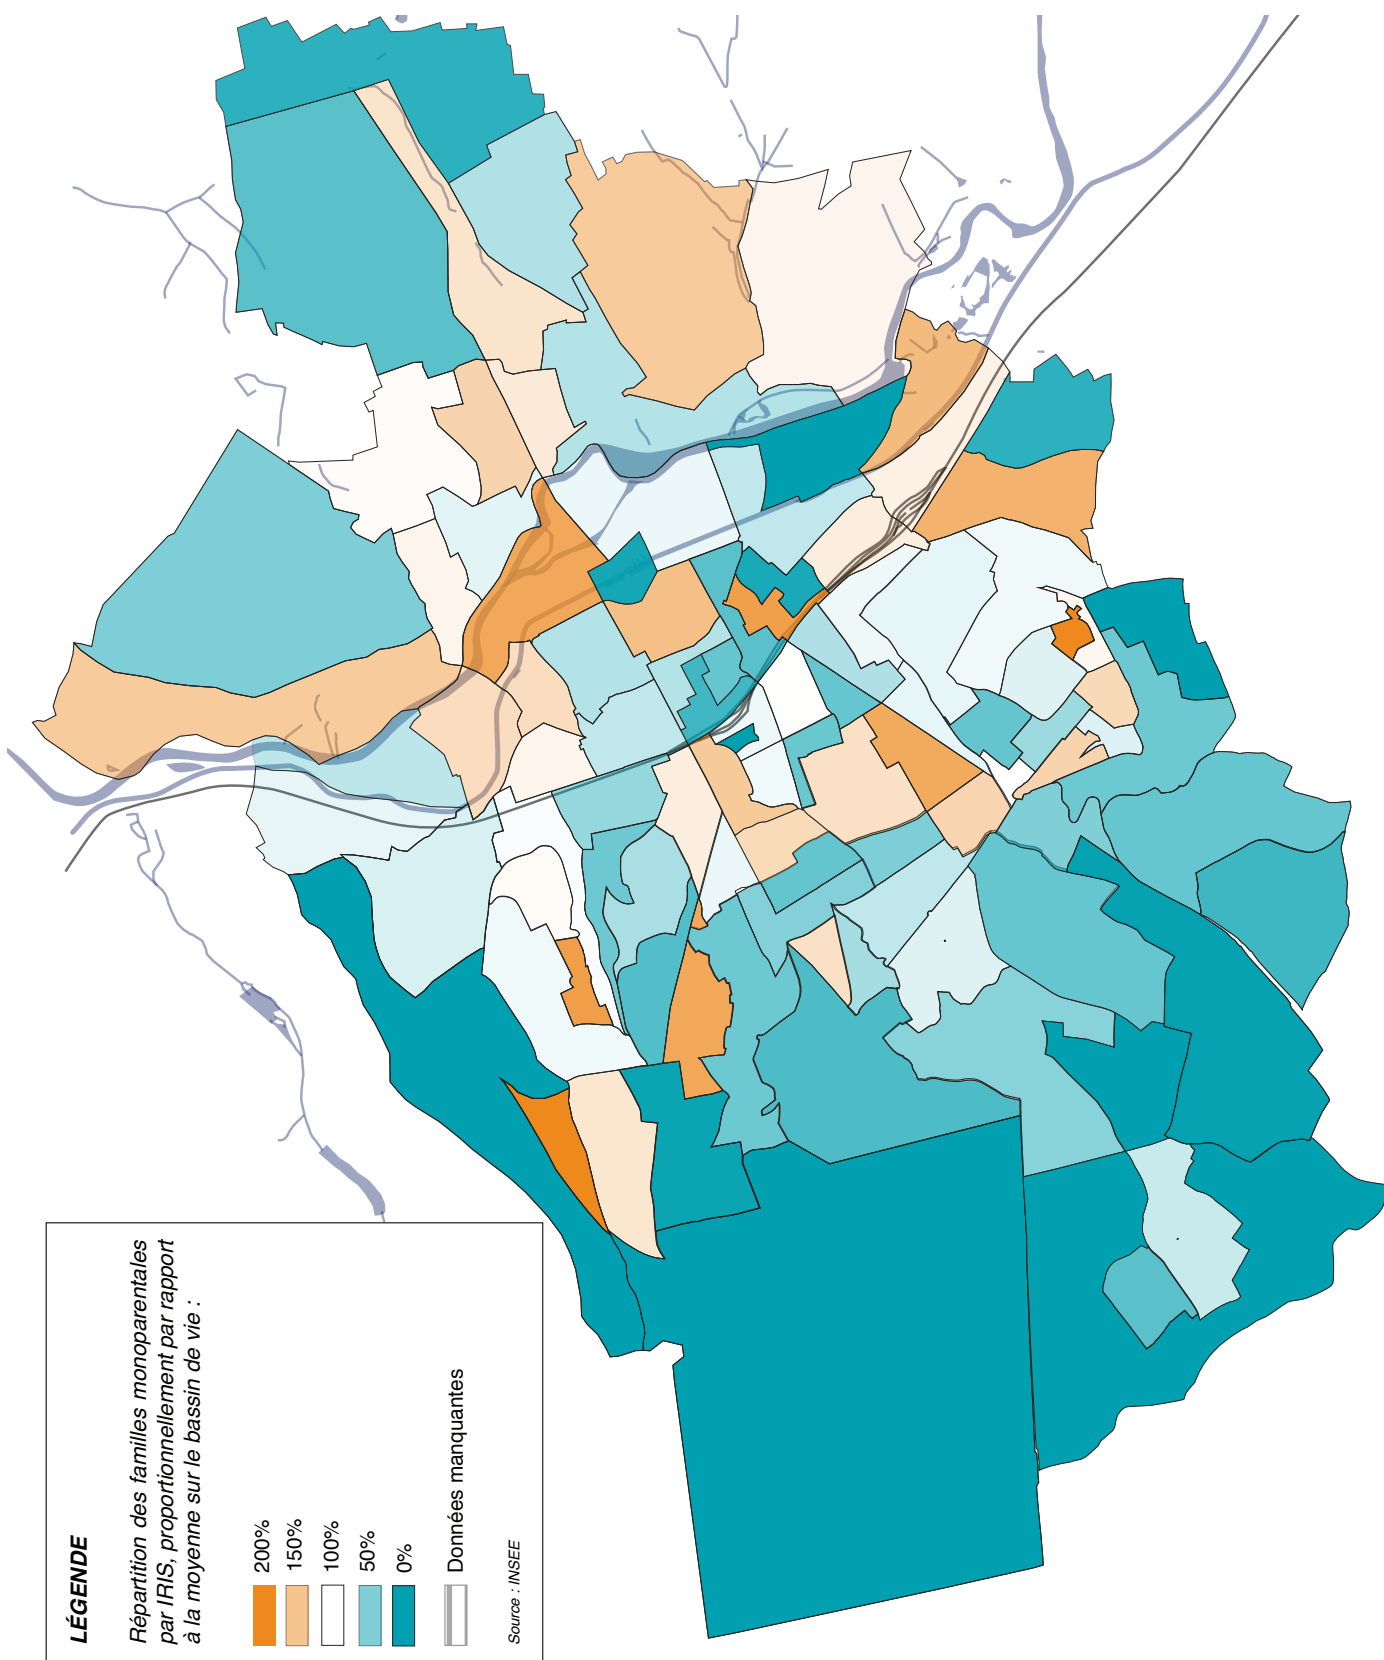 LÉGENDE
Répartition des familles monoparentales
par IRIS, proportionnellement par rapport
à la moyenne sur le bassin de vie :
200%
150%
100%
50%
0%
Données manquantes
Source : INSEE